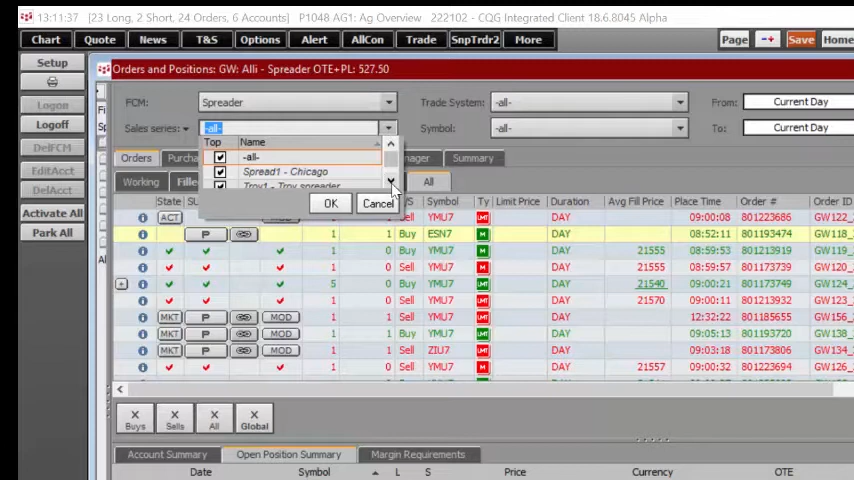 13:11:37 [23 Long, 2 Short, 24 Orders, 6 Accounts] P1048 AG1: Ag Overview 222102 - CQG Integrated Client 18.6.8045 Alpha
Chart Quote News T&S Options Alert AllCon Trade SnpTrdr2 More Page Save Home
Setup
Logon
Logoff
DelFCM
EditAcct
DelAcct
Activate All
Park All
Orders and Positions: GW: Alli - Spreader OTE+PL: 527.50
FCM: Spreader Trade System: -all- From: Current Day
Sales series: -all- Symbol: -all- To: Current Day
Top Name
-all-
Spread1 - Chicago
Troy1 - Troy spreader
OK Cancel
Orders Purcha nager Summary
Working Fille All
State SU /S Symbol Ty Limit Price Duration Avg Fill Price Place Time Order # Order ID
ACT MOD Sell YMU7 LMT DAY 09:00:08 801223686 GW122_
P 1 1 Buy ESN7 M DAY 08:52:11 801193474 GW118_
1 0 Buy YMU7 M DAY 21555 08:59:53 801213919 GW119_
1 0 Sell YMU7 M DAY 21555 08:59:57 801173739 GW120_
5 0 Buy YMU7 LMT DAY 21540 09:00:21 801173749 GW124_
1 0 Sell YMU7 LMT DAY 21570 09:00:11 801213932 GW123_
MKT P MOD 1 1 Sell YMU7 LMT DAY 12:32:22 801185655 GW156_
MKT P MOD 1 1 Buy YMU7 LMT DAY 09:05:13 801193720 GW138_
MKT P MOD 1 1 Sell ZIU7 LMT DAY 09:03:18 801173806 GW134_
1 0 Sell YMU7 M DAY 21557 09:00:32 801223694 GW126_
X X X X
Buys Sells All Global
Account Summary Open Position Summary Margin Requirements
Date Symbol L S Price Currency OTE